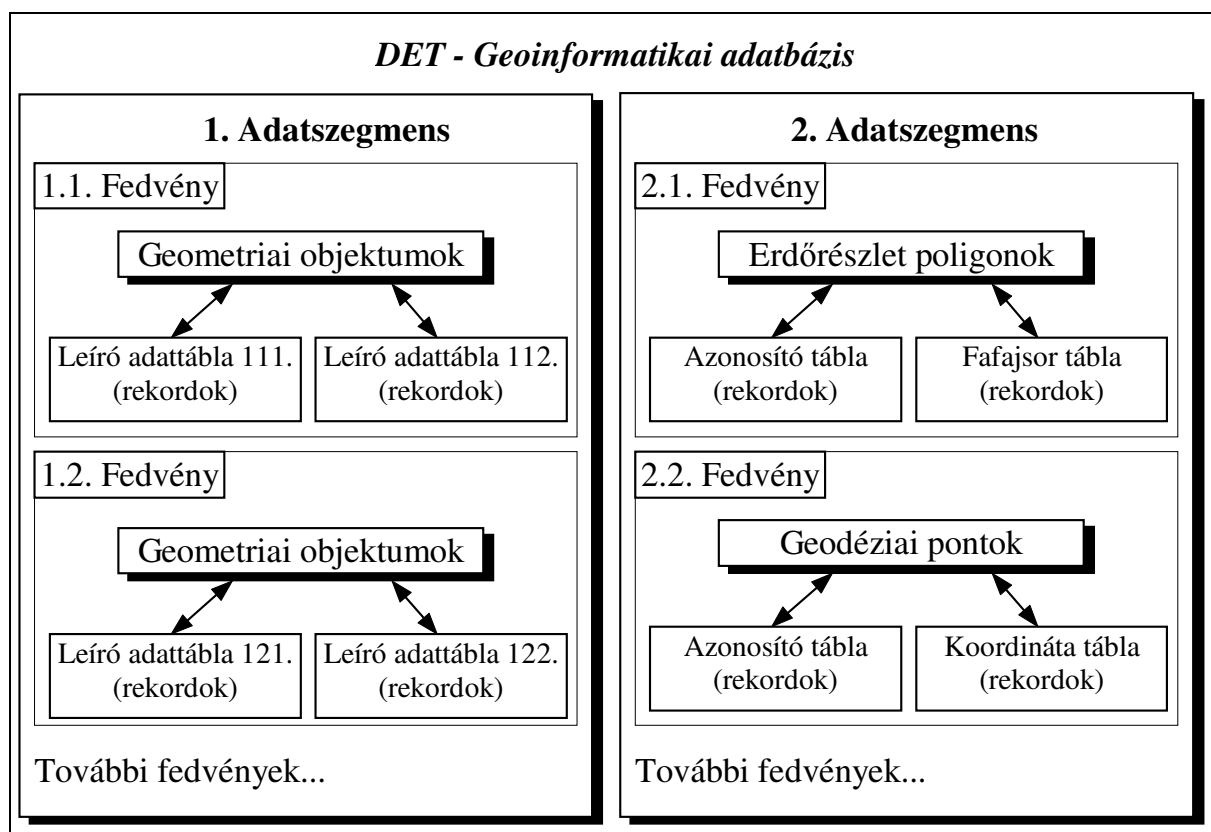 DET - Geoinformatikai adatbázis
1. Adatszegmens
1.1. Fedvény
Geometriai objektumok
Leíró adattábla 111.
(rekordok)
Leíró adattábla 112.
(rekordok)
1.2. Fedvény
Geometriai objektumok
Leíró adattábla 121.
(rekordok)
Leíró adattábla 122.
(rekordok)
További fedvények...
2. Adatszegmens
2.1. Fedvény
Erdőrészlet poligonok
Azonosító tábla
(rekordok)
Fafajsor tábla
(rekordok)
2.2. Fedvény
Geodéziai pontok
Azonosító tábla
(rekordok)
Koordináta tábla
(rekordok)
További fedvények...